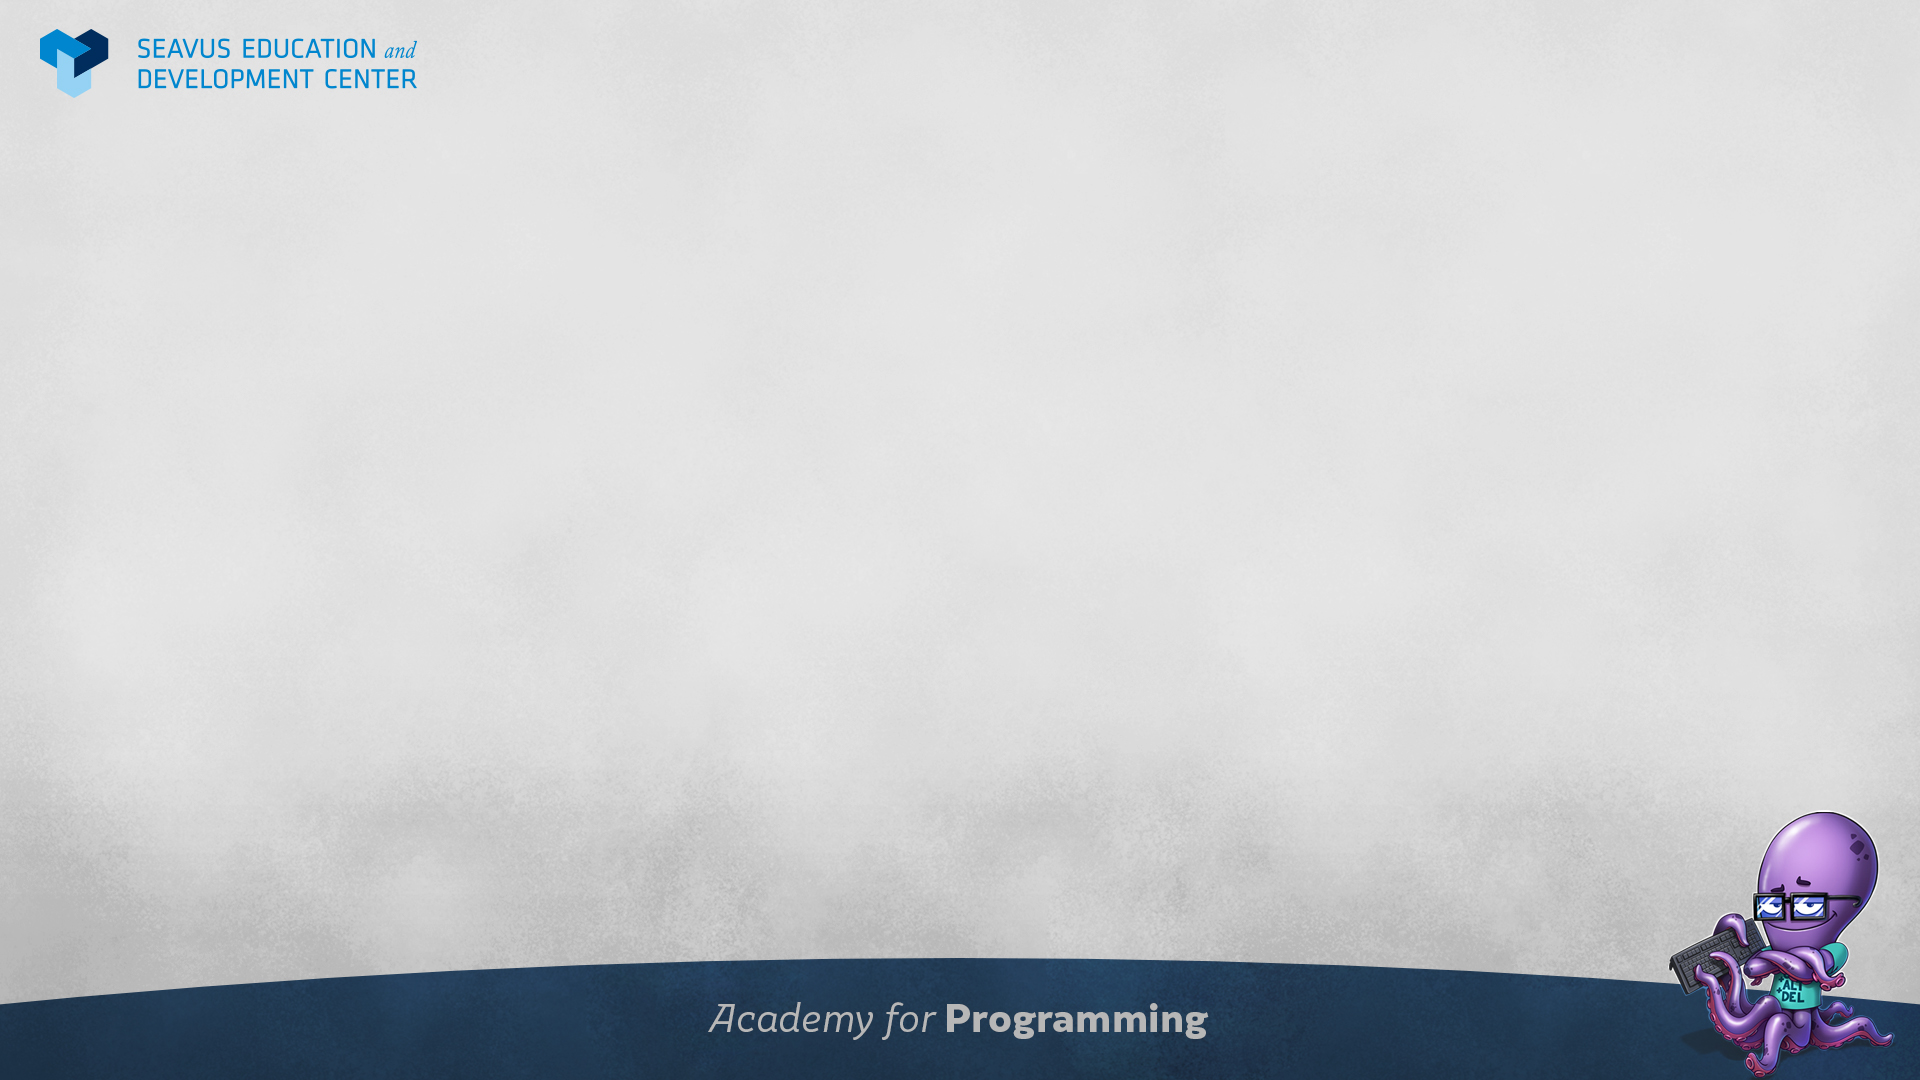 SEAVUS EDUCATION and
DEVELOPMENT CENTER
Academy for Programming
+ALT
DEL